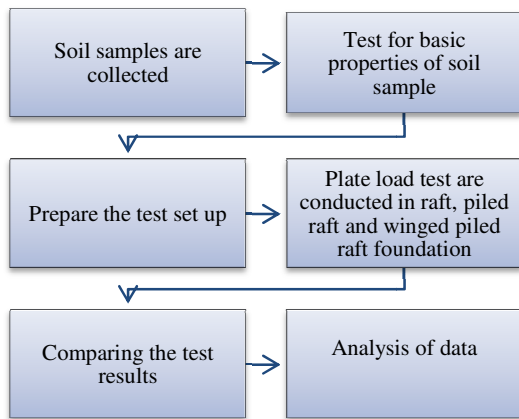 Soil samples are
collected
Test for basic
properties of soil
sample
Prepare the test set up
Plate load test are
conducted in raft, piled
raft and winged piled
raft foundation
Comparing the test
results
Analysis of data